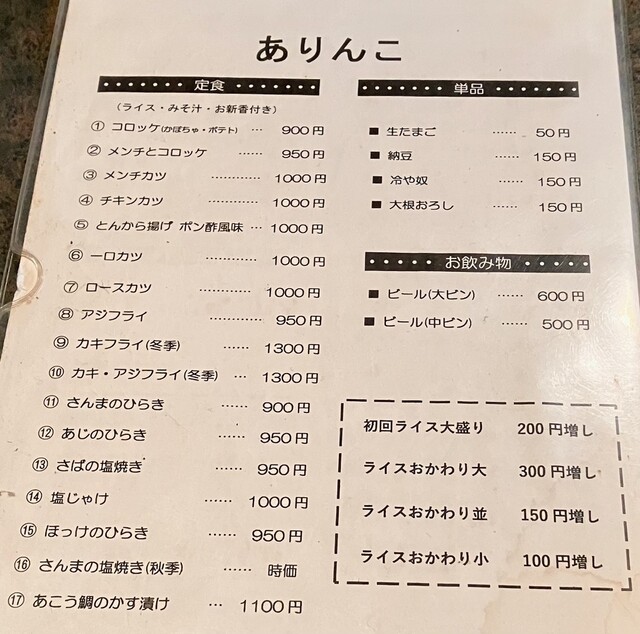 ありんこ
定食
(ライス・みそ汁・お新香付き)
① コロッケ(かぼちゃ・ポテト) … 900円
② メンチとコロッケ …… 950円
③ メンチカツ ………… 1000円
④ チキンカツ ………… 1000円
⑤ とんから揚げ ポン酢風味 … 1000円
⑥ 一口カツ ………… 1000円
⑦ ロースカツ ………… 1000円
⑧ アジフライ ………… 950円
⑨ カキフライ(冬季) …… 1300円
⑩ カキ・アジフライ(冬季) … 1300円
⑪ さんまのひらき …… 900円
⑫ あじのひらき …… 950円
⑬ さばの塩焼き …… 950円
⑭ 塩じゃけ …… 1000円
⑮ ほっけのひらき …… 950円
⑯ さんまの塩焼き(秋季) …… 時価
⑰ あこう鯛のかす漬け … 1100円
単品
■ 生たまご …… 50円
■ 納豆 …… 150円
■ 冷や奴 …… 150円
■ 大根おろし …… 150円
お飲み物
■ ビール(大ビン) …… 600円
■ ビール(中ビン) …… 500円
初回ライス大盛り 200円増し
ライスおかわり大 300円増し
ライスおかわり並 150円増し
ライスおかわり小 100円増し